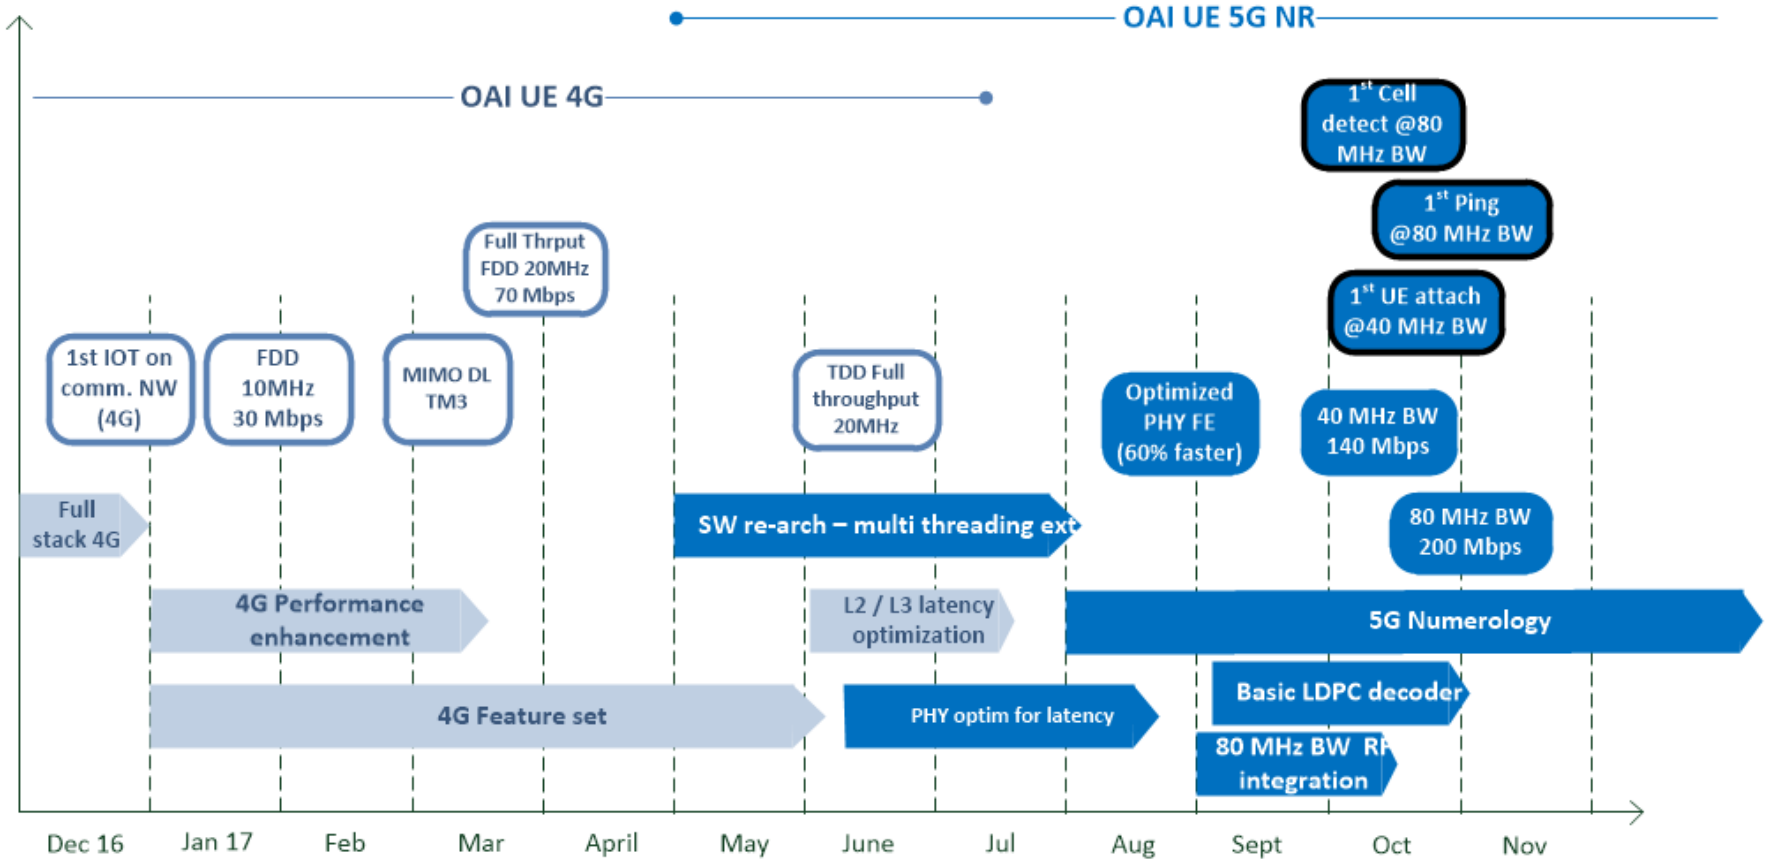 OAI UE 5G NR
OAI UE 4G
1st Cell
detect @80
MHz BW
1st Ping
@80 MHz BW
Full Thrput
FDD 20MHz
70 Mbps
1st UE attach
@40 MHz BW
1st IOT on
comm. NW
(4G)
FDD
10MHz
30 Mbps
MIMO DL
TM3
TDD Full
throughput
20MHz
Optimized
PHY FE
(60% faster)
40 MHz BW
140 Mbps
Full
stack 4G
SW re-arch – multi threading ext
80 MHz BW
200 Mbps
4G Performance
enhancement
L2 / L3 latency
optimization
5G Numerology
4G Feature set
PHY optim for latency
Basic LDPC decoder
80 MHz BW RF
integration
Dec 16
Jan 17
Feb
Mar
April
May
June
Jul
Aug
Sept
Oct
Nov